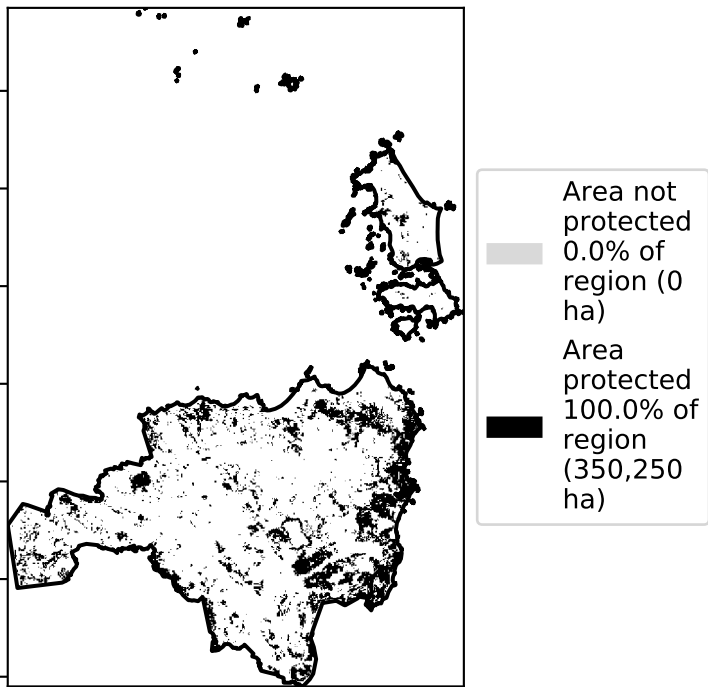 Area not
protected
0.0% of
region (0
ha)
Area
protected
100.0% of
region
(350,250
ha)